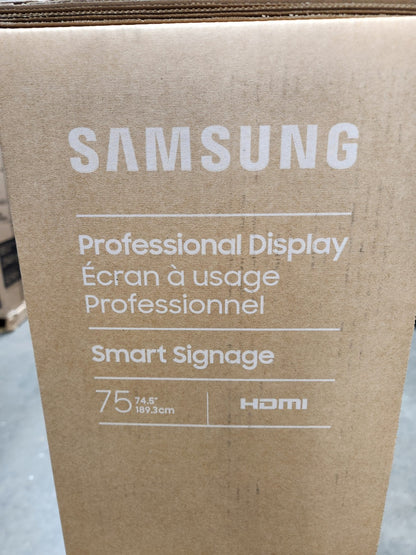 SAMSUNG
Professional Display
Écran à usage
Professionnel
Smart Signage
75 74.5"
189.3cm
HDMI